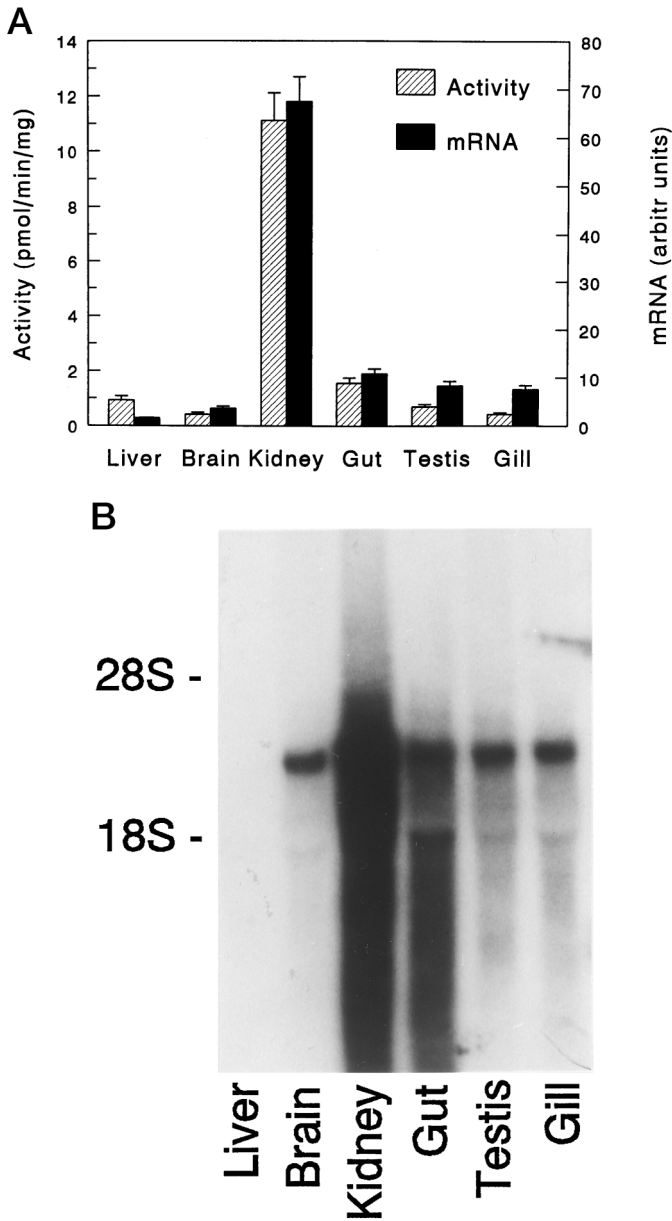 A
14
12
10
8
6
4
2
0
Activity (pmol/min/mg)
80
70
60
50
40
30
20
10
0
mRNA (arbitr units)
Activity
mRNA
Liver Brain Kidney Gut Testis Gill
B
28S -
18S -
Liver
Brain
Kidney
Gut
Testis
Gill